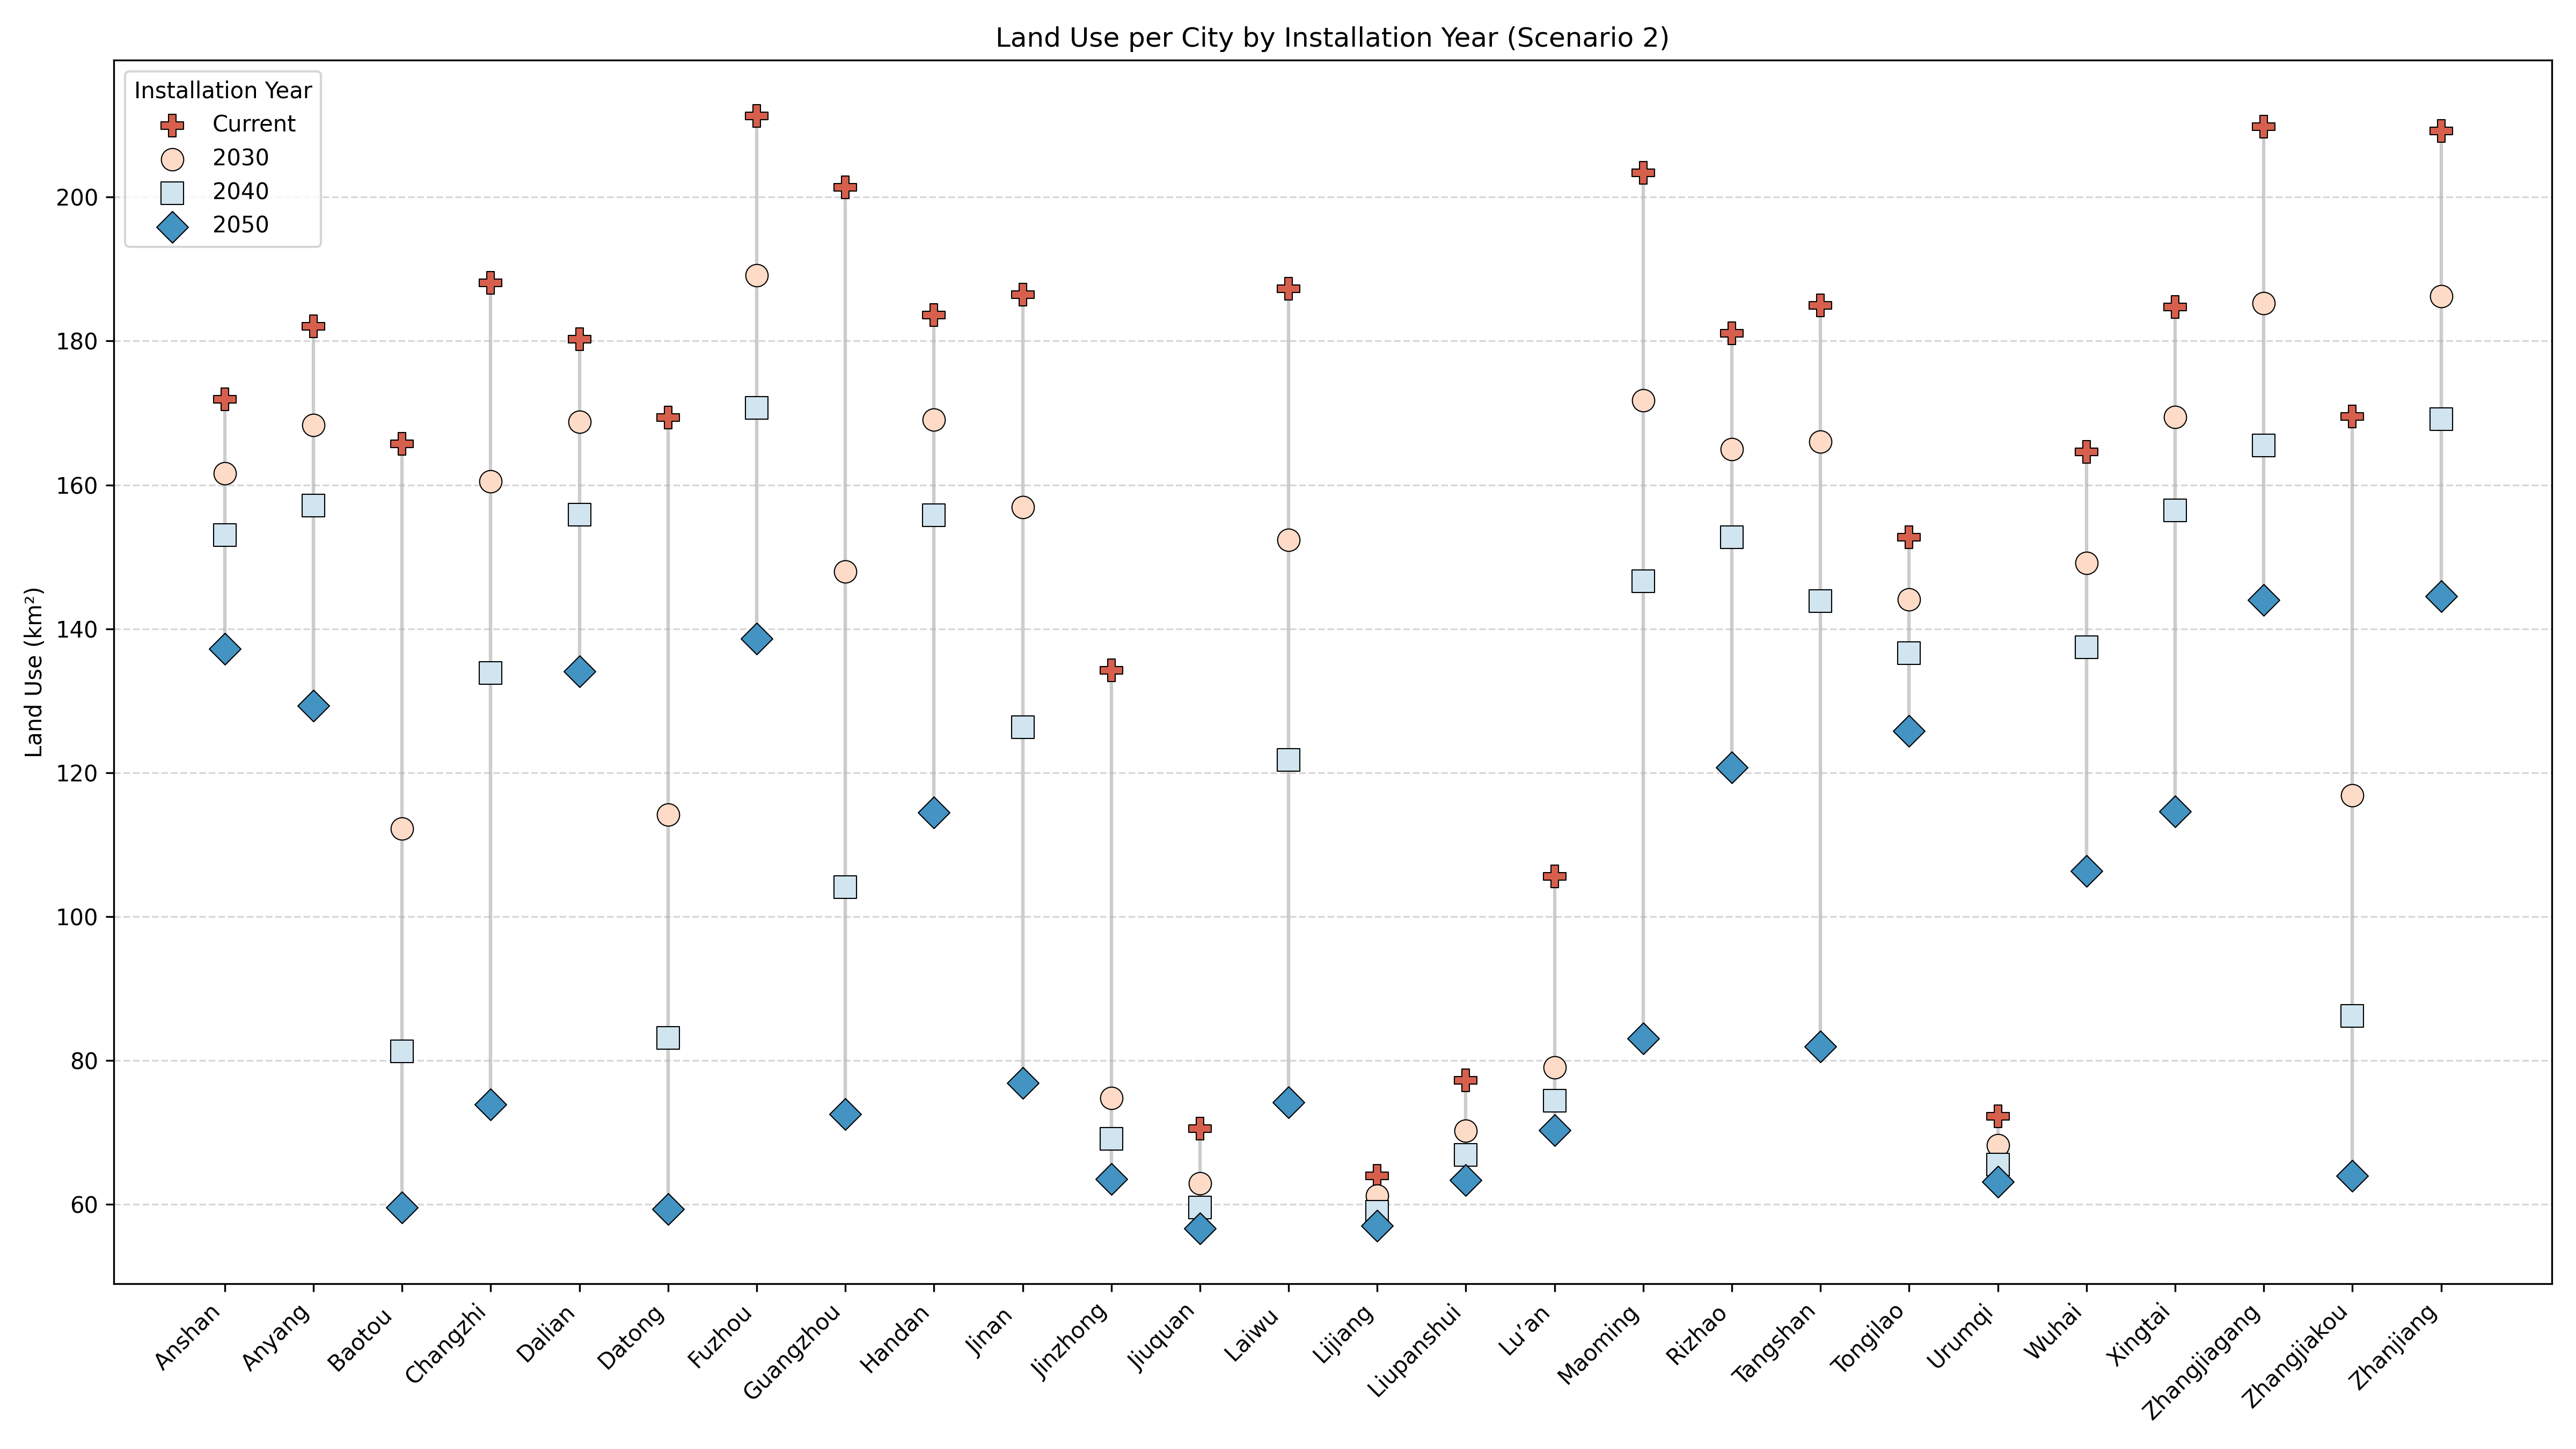 Land Use per City by Installation Year (Scenario 2)
Installation Year
Current
2030
2040
2050
Land Use (km²)
200
180
160
140
120
100
80
60
Anshan
Anyang
Baotou
Changzhi
Dalian
Datong
Fuzhou
Guangzhou
Handan
Jinan
Jinzhong
Jiuquan
Laiwu
Lijiang
Liupanshui
Lu’an
Maoming
Rizhao
Tangshan
Tongilao
Urumqi
Wuhai
Xingtai
Zhangjiagang
Zhangjiakou
Zhanjiang